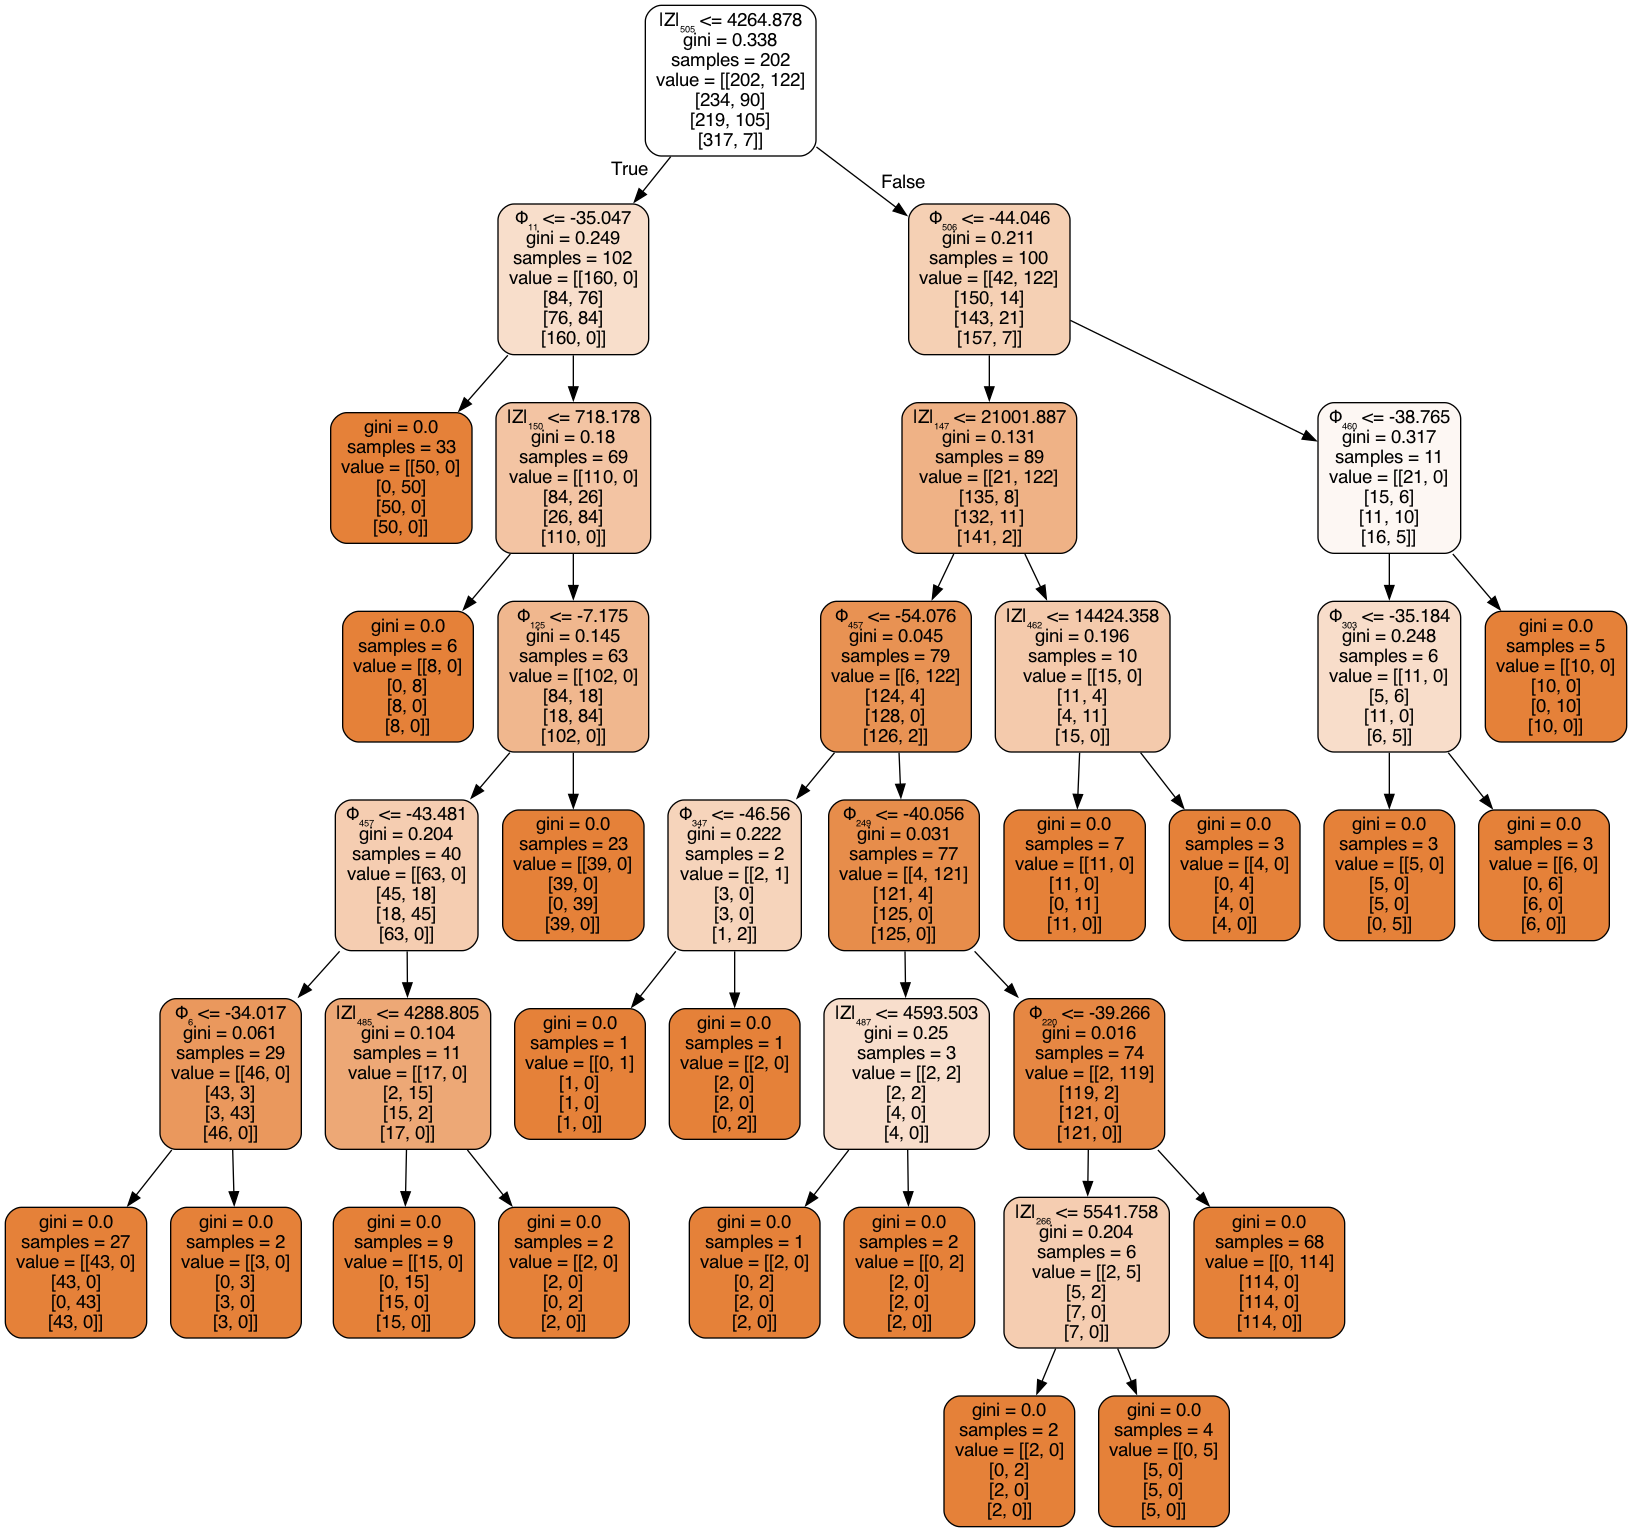 |Z|₅₀₅ <= 4264.878
gini = 0.338
samples = 202
value = [[202, 122]
[234, 90]
[219, 105]
[317, 7]]
True
False
Φ₁₁ <= -35.047
gini = 0.249
samples = 102
value = [[160, 0]
[84, 76]
[76, 84]
[160, 0]]
Φ₅₀₆ <= -44.046
gini = 0.211
samples = 100
value = [[42, 122]
[150, 14]
[143, 21]
[157, 7]]
gini = 0.0
samples = 33
value = [[50, 0]
[0, 50]
[50, 0]
[50, 0]]
|Z|₁₅₀ <= 718.178
gini = 0.18
samples = 69
value = [[110, 0]
[84, 26]
[26, 84]
[110, 0]]
|Z|₁₄₇ <= 21001.887
gini = 0.131
samples = 89
value = [[21, 122]
[135, 8]
[132, 11]
[141, 2]]
Φ₄₆₀ <= -38.765
gini = 0.317
samples = 11
value = [[21, 0]
[15, 6]
[11, 10]
[16, 5]]
gini = 0.0
samples = 6
value = [[8, 0]
[0, 8]
[8, 0]
[8, 0]]
Φ₁₂₅ <= -7.175
gini = 0.145
samples = 63
value = [[102, 0]
[84, 18]
[18, 84]
[102, 0]]
Φ₄₅₇ <= -54.076
gini = 0.045
samples = 79
value = [[6, 122]
[124, 4]
[128, 0]
[126, 2]]
|Z|₄₆₂ <= 14424.358
gini = 0.196
samples = 10
value = [[15, 0]
[11, 4]
[4, 11]
[15, 0]]
Φ₃₀₃ <= -35.184
gini = 0.248
samples = 6
value = [[11, 0]
[5, 6]
[11, 0]
[6, 5]]
gini = 0.0
samples = 5
value = [[10, 0]
[10, 0]
[0, 10]
[10, 0]]
Φ₄₅₇ <= -43.481
gini = 0.204
samples = 40
value = [[63, 0]
[45, 18]
[18, 45]
[63, 0]]
gini = 0.0
samples = 23
value = [[39, 0]
[39, 0]
[0, 39]
[39, 0]]
Φ₃₄₇ <= -46.56
gini = 0.222
samples = 2
value = [[2, 1]
[3, 0]
[3, 0]
[1, 2]]
Φ₂₄₉ <= -40.056
gini = 0.031
samples = 77
value = [[4, 121]
[121, 4]
[125, 0]
[125, 0]]
gini = 0.0
samples = 7
value = [[11, 0]
[11, 0]
[0, 11]
[11, 0]]
gini = 0.0
samples = 3
value = [[4, 0]
[0, 4]
[4, 0]
[4, 0]]
gini = 0.0
samples = 3
value = [[5, 0]
[5, 0]
[5, 0]
[0, 5]]
gini = 0.0
samples = 3
value = [[6, 0]
[0, 6]
[6, 0]
[6, 0]]
Φ₆ <= -34.017
gini = 0.061
samples = 29
value = [[46, 0]
[43, 3]
[3, 43]
[46, 0]]
|Z|₄₈₅ <= 4288.805
gini = 0.104
samples = 11
value = [[17, 0]
[2, 15]
[15, 2]
[17, 0]]
gini = 0.0
samples = 1
value = [[0, 1]
[1, 0]
[1, 0]
[1, 0]]
gini = 0.0
samples = 1
value = [[2, 0]
[2, 0]
[2, 0]
[0, 2]]
|Z|₄₈₇ <= 4593.503
gini = 0.25
samples = 3
value = [[2, 2]
[2, 2]
[4, 0]
[4, 0]]
Φ₂₂₀ <= -39.266
gini = 0.016
samples = 74
value = [[2, 119]
[119, 2]
[121, 0]
[121, 0]]
gini = 0.0
samples = 27
value = [[43, 0]
[43, 0]
[0, 43]
[43, 0]]
gini = 0.0
samples = 2
value = [[3, 0]
[0, 3]
[3, 0]
[3, 0]]
gini = 0.0
samples = 9
value = [[15, 0]
[0, 15]
[15, 0]
[15, 0]]
gini = 0.0
samples = 2
value = [[2, 0]
[2, 0]
[0, 2]
[2, 0]]
gini = 0.0
samples = 1
value = [[2, 0]
[0, 2]
[2, 0]
[2, 0]]
gini = 0.0
samples = 2
value = [[0, 2]
[2, 0]
[2, 0]
[2, 0]]
|Z|₂₆₆ <= 5541.758
gini = 0.204
samples = 6
value = [[2, 5]
[5, 2]
[7, 0]
[7, 0]]
gini = 0.0
samples = 68
value = [[0, 114]
[114, 0]
[114, 0]
[114, 0]]
gini = 0.0
samples = 2
value = [[2, 0]
[0, 2]
[2, 0]
[2, 0]]
gini = 0.0
samples = 4
value = [[0, 5]
[5, 0]
[5, 0]
[5, 0]]